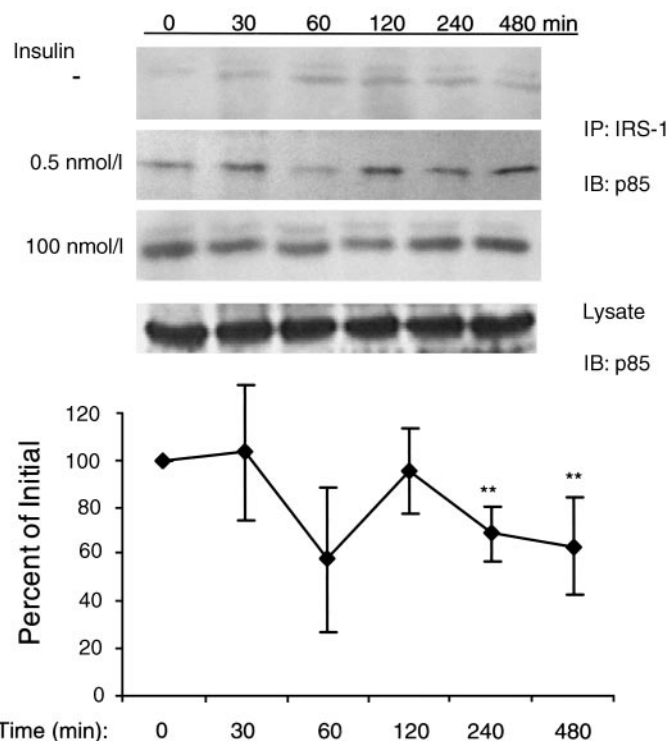 0 30 60 120 240 480 min
Insulin
-
IP: IRS-1
0.5 nmol/l
IB: p85
100 nmol/l
Lysate
IB: p85
120
100
80
60
40
20
0
Percent of Initial
**
**
Time (min): 0 30 60 120 240 480